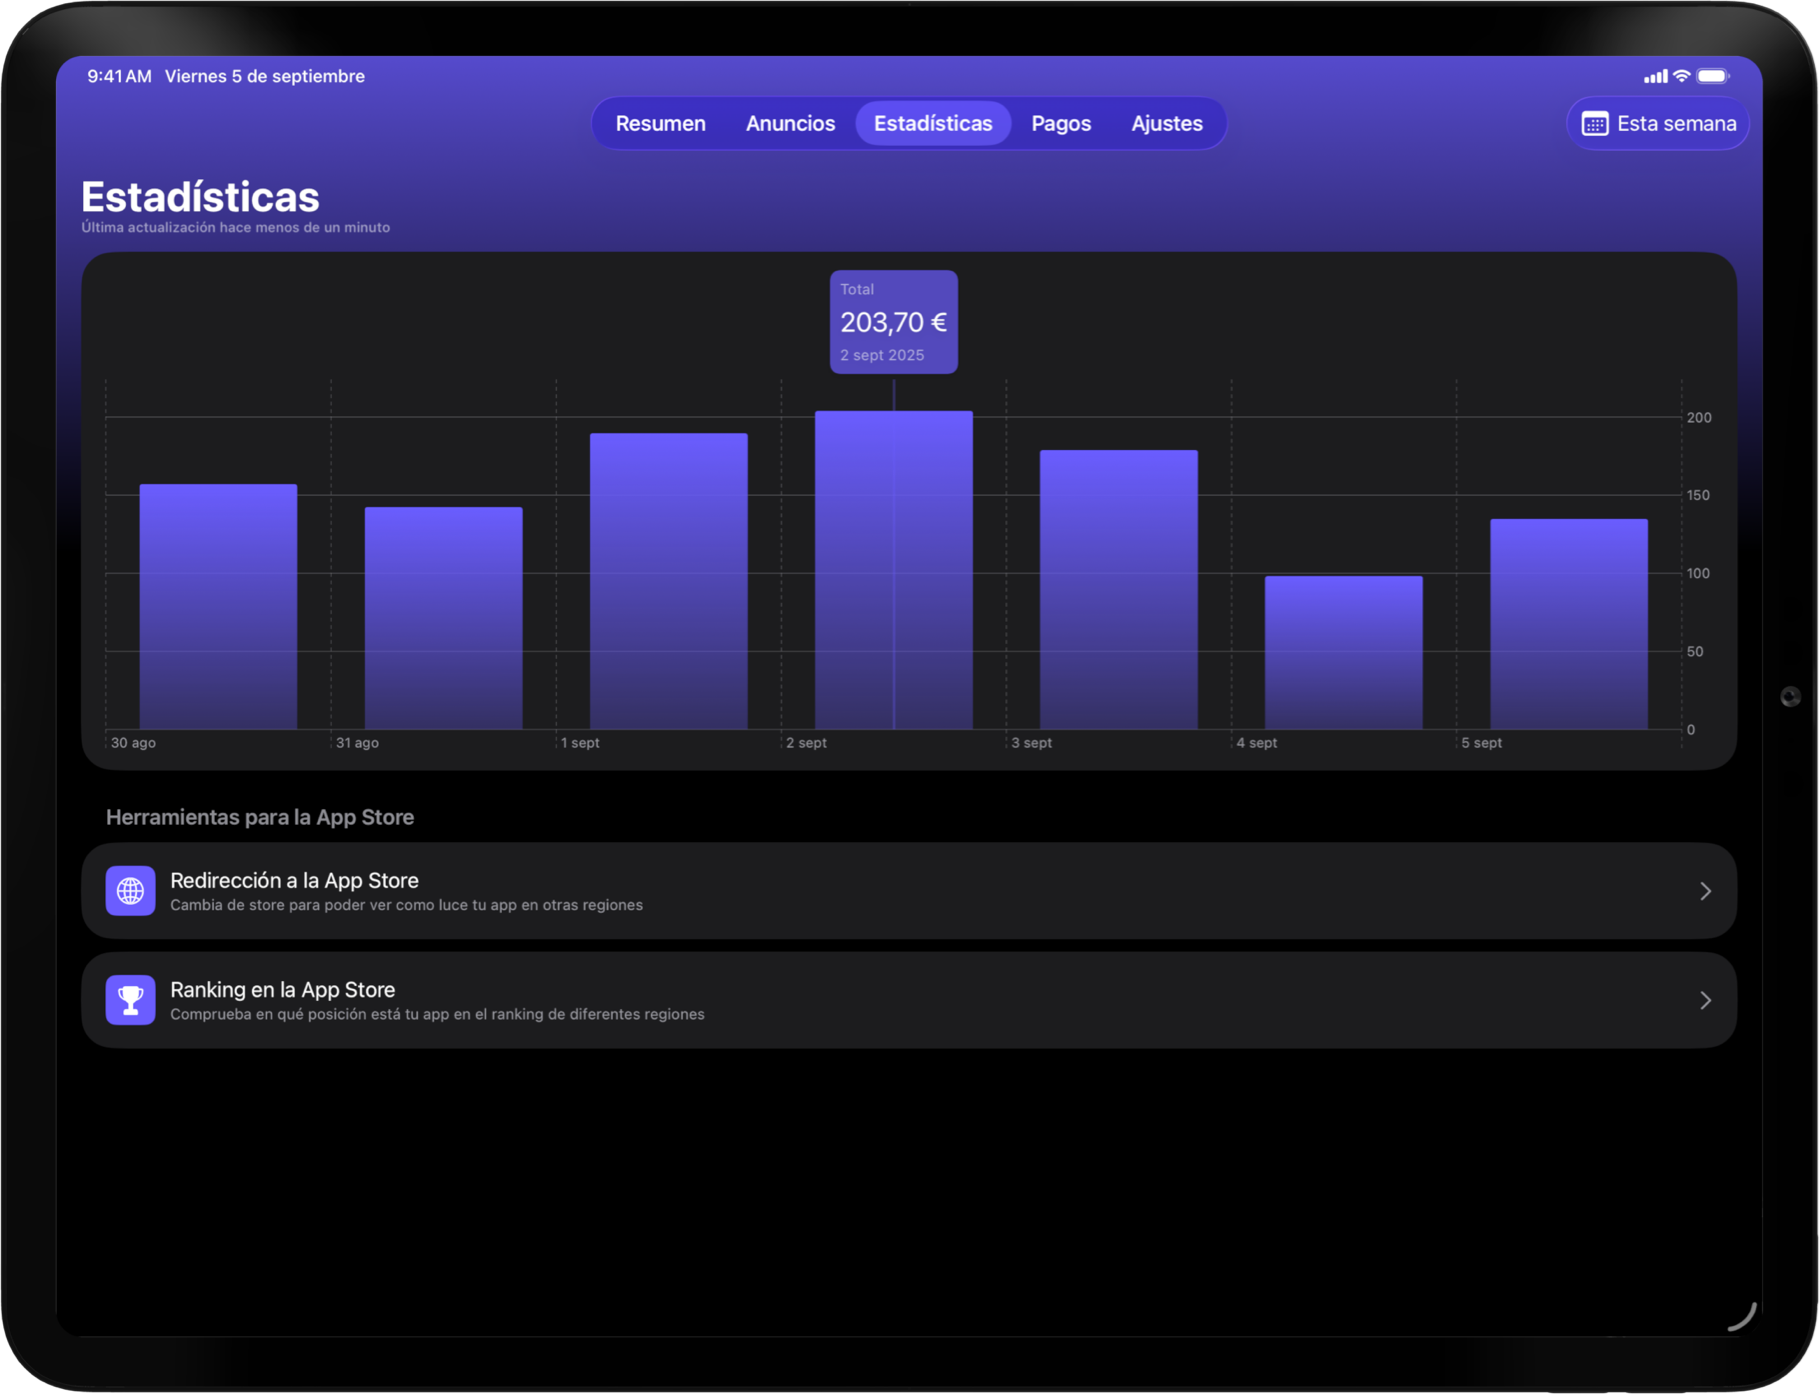 9:41 AM Viernes 5 de septiembre
Resumen Anuncios Estadísticas Pagos Ajustes
Esta semana
Estadísticas
Última actualización hace menos de un minuto
Total
203,70 €
2 sept 2025
200
150
100
50
0
30 ago 31 ago 1 sept 2 sept 3 sept 4 sept 5 sept
Herramientas para la App Store
Redirección a la App Store
Cambia de store para poder ver como luce tu app en otras regiones
Ranking en la App Store
Comprueba en qué posición está tu app en el ranking de diferentes regiones